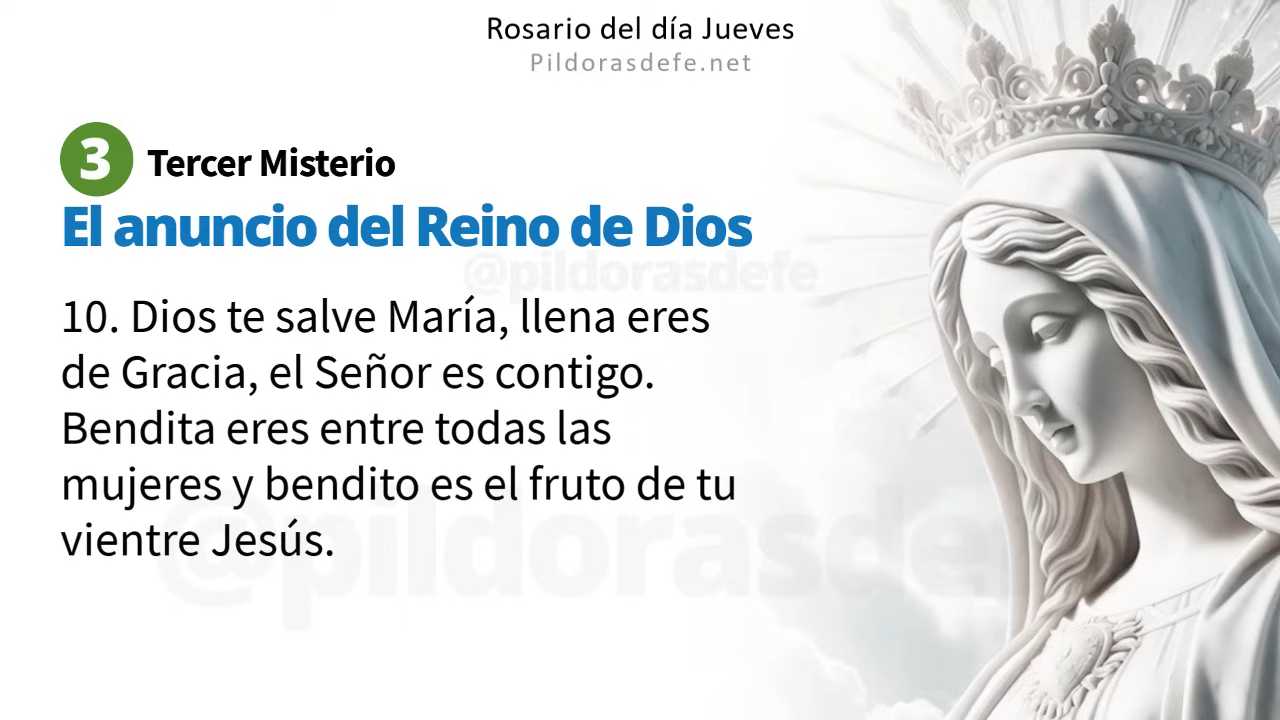 Rosario del día Jueves
Pildorasdefe.net
3 Tercer Misterio
El anuncio del Reino de Dios
@pildorasdefe
10. Dios te salve María, llena eres
de Gracia, el Señor es contigo.
Bendita eres entre todas las
mujeres y bendito es el fruto de tu
vientre Jesús.
@pildorasde